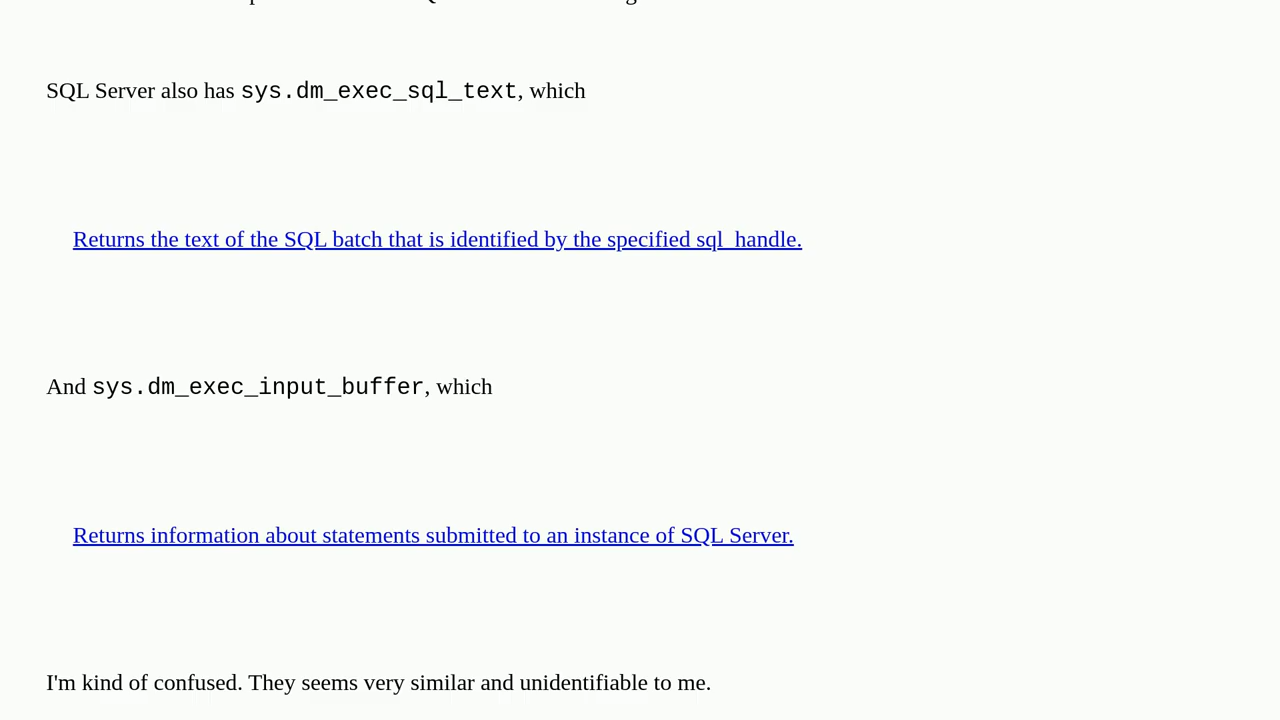 SQL Server also has sys.dm_exec_sql_text, which
Returns the text of the SQL batch that is identified by the specified sql_handle.
And sys.dm_exec_input_buffer, which
Returns information about statements submitted to an instance of SQL Server.
I'm kind of confused. They seems very similar and unidentifiable to me.